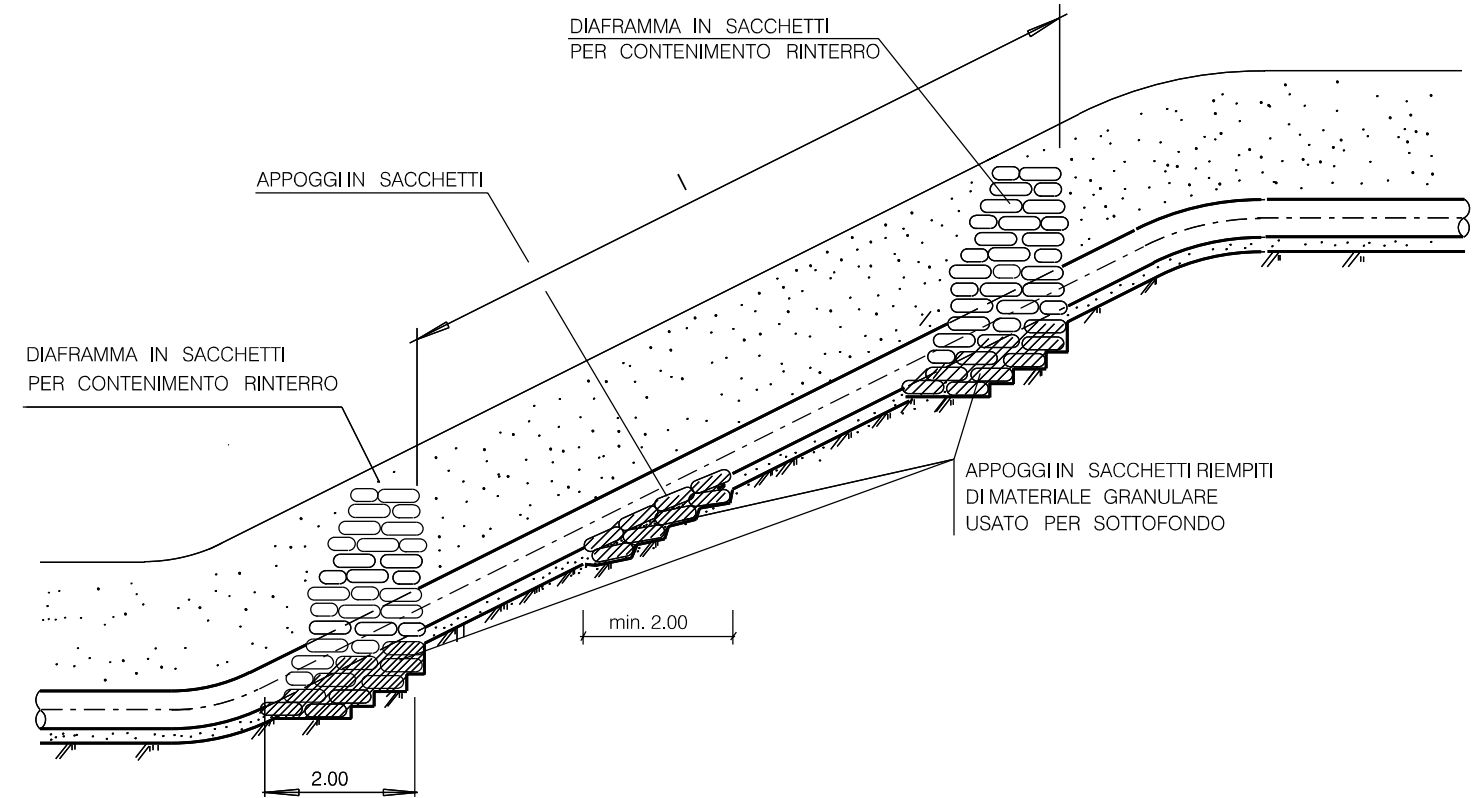 DIAFRAMMA IN SACCHETTI
PER CONTENIMENTO RINTERRO
APPOGGI IN SACCHETTI
l
DIAFRAMMA IN SACCHETTI
PER CONTENIMENTO RINTERRO
APPOGGI IN SACCHETTI RIEMPITI
DI MATERIALE GRANULARE
USATO PER SOTTOFONDO
min. 2.00
2.00